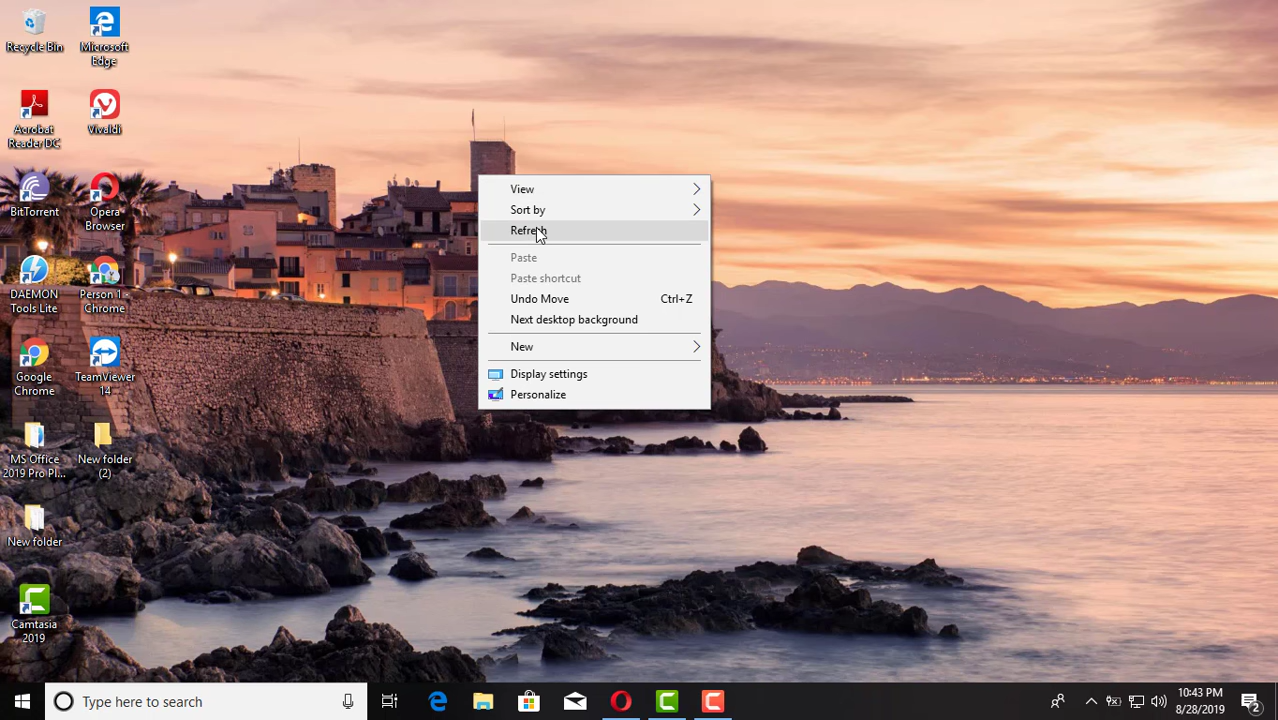 Recycle Bin
Microsoft
Edge
Acrobat
Reader DC
Vivaldi
BitTorrent
Opera
Browser
DAEMON
Tools Lite
Person 1 -
Chrome
Google
Chrome
TeamViewer
14
MS Office
2019 Pro Pl...
New folder
(2)
New folder
Camtasia
2019
View
Sort by
Refresh
Paste
Paste shortcut
Undo Move Ctrl+Z
Next desktop background
New
Display settings
Personalize
Type here to search
10:43 PM
8/28/2019
2